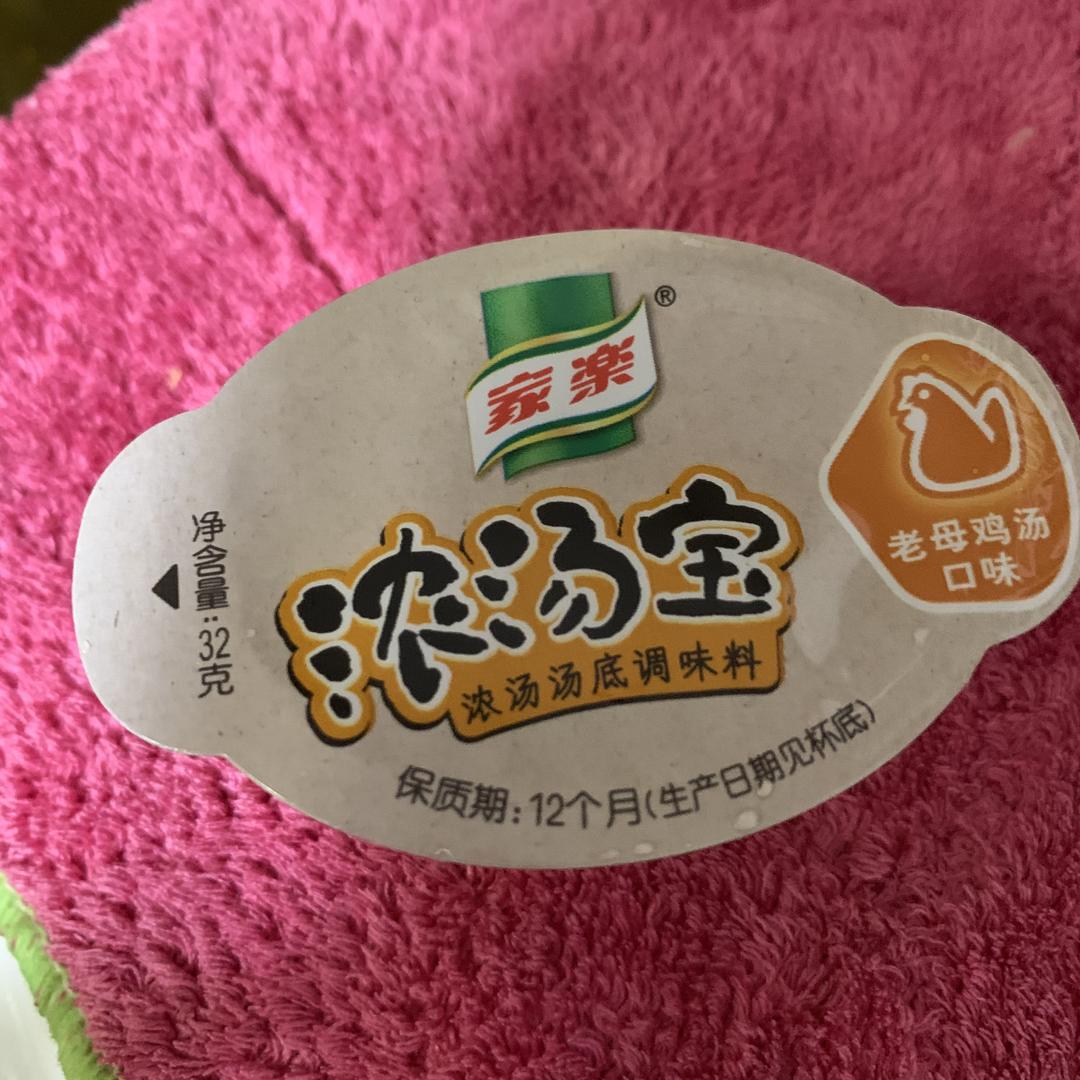 家楽
®
浓汤宝
浓汤汤底调味料
老母鸡汤
口味
净含量:32克
保质期:12个月(生产日期见杯底)